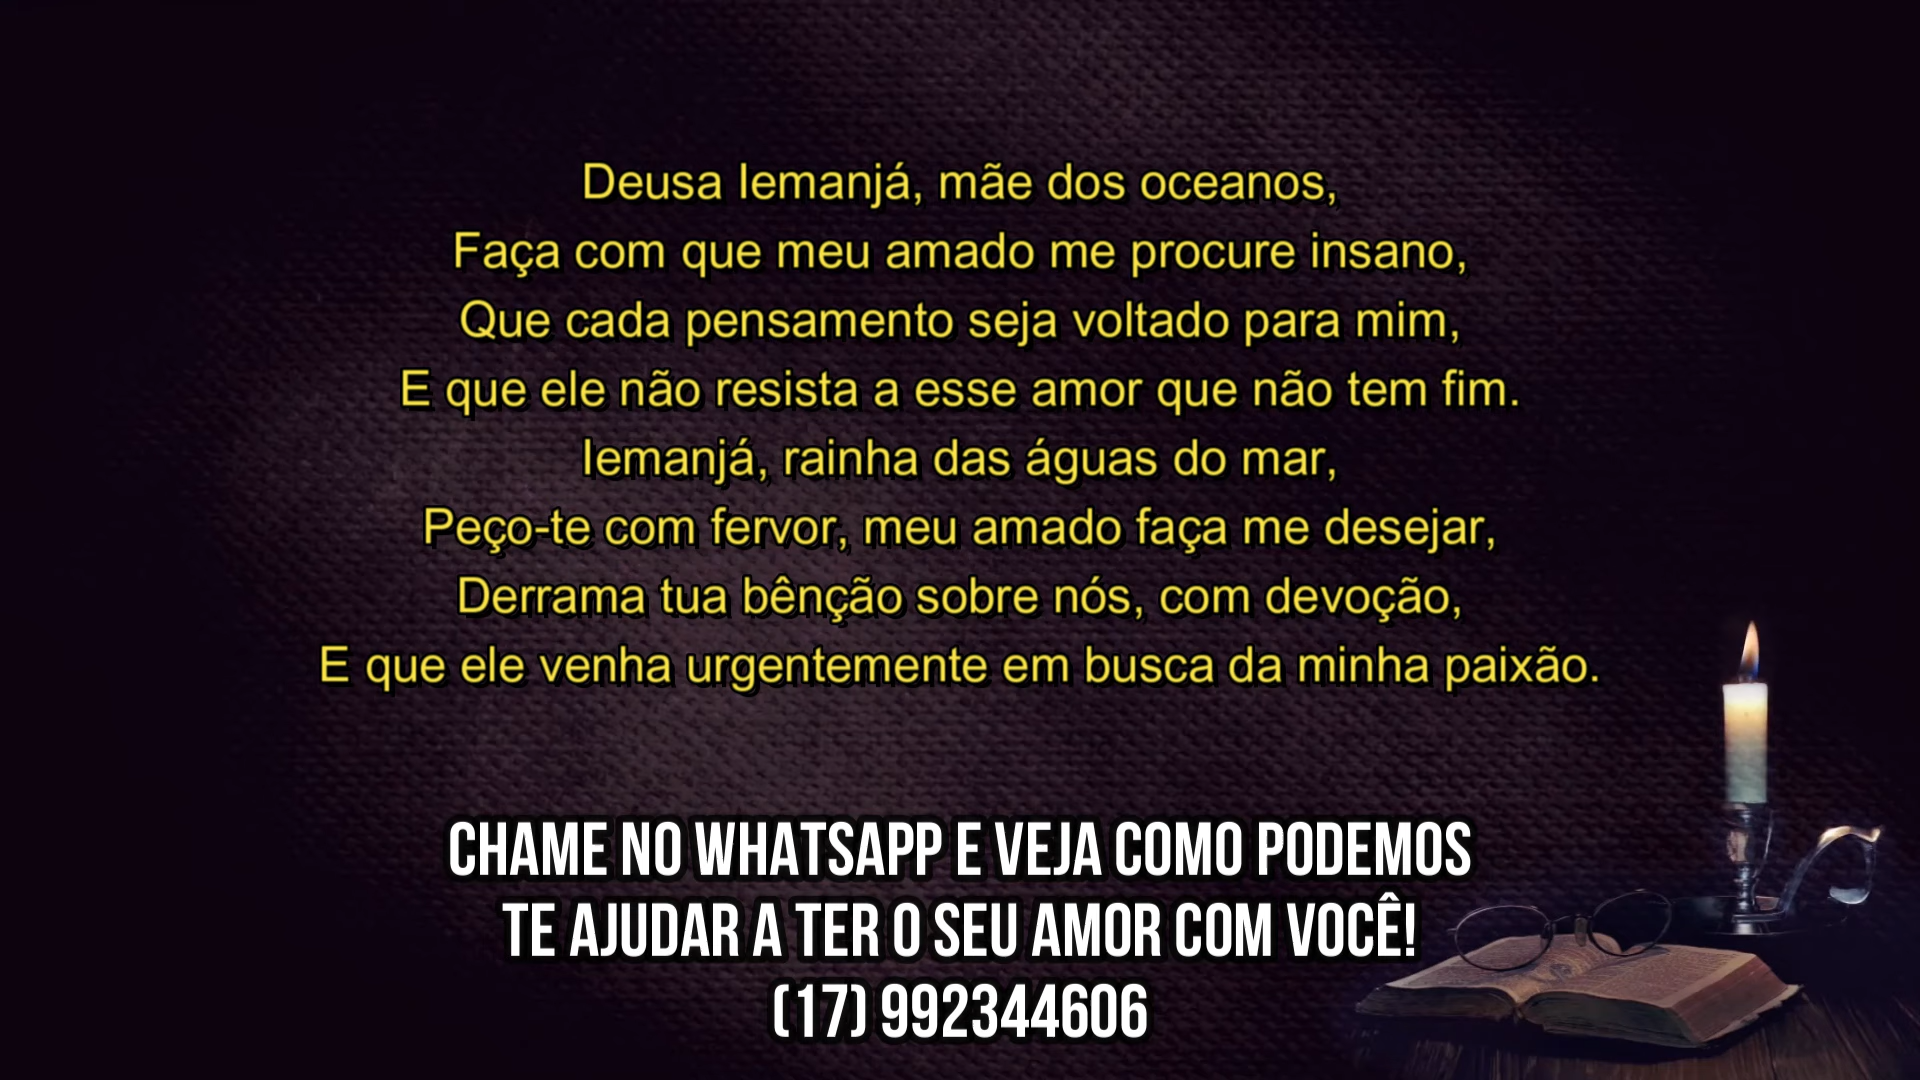 Deusa Iemanjá, mãe dos oceanos,
Faça com que meu amado me procure insano,
Que cada pensamento seja voltado para mim,
E que ele não resista a esse amor que não tem fim.
Iemanjá, rainha das águas do mar,
Peço-te com fervor, meu amado faça me desejar,
Derrama tua bênção sobre nós, com devoção,
E que ele venha urgentemente em busca da minha paixão.
CHAME NO WHATSAPP E VEJA COMO PODEMOS
TE AJUDAR A TER O SEU AMOR COM VOCÊ!
(17) 992344606